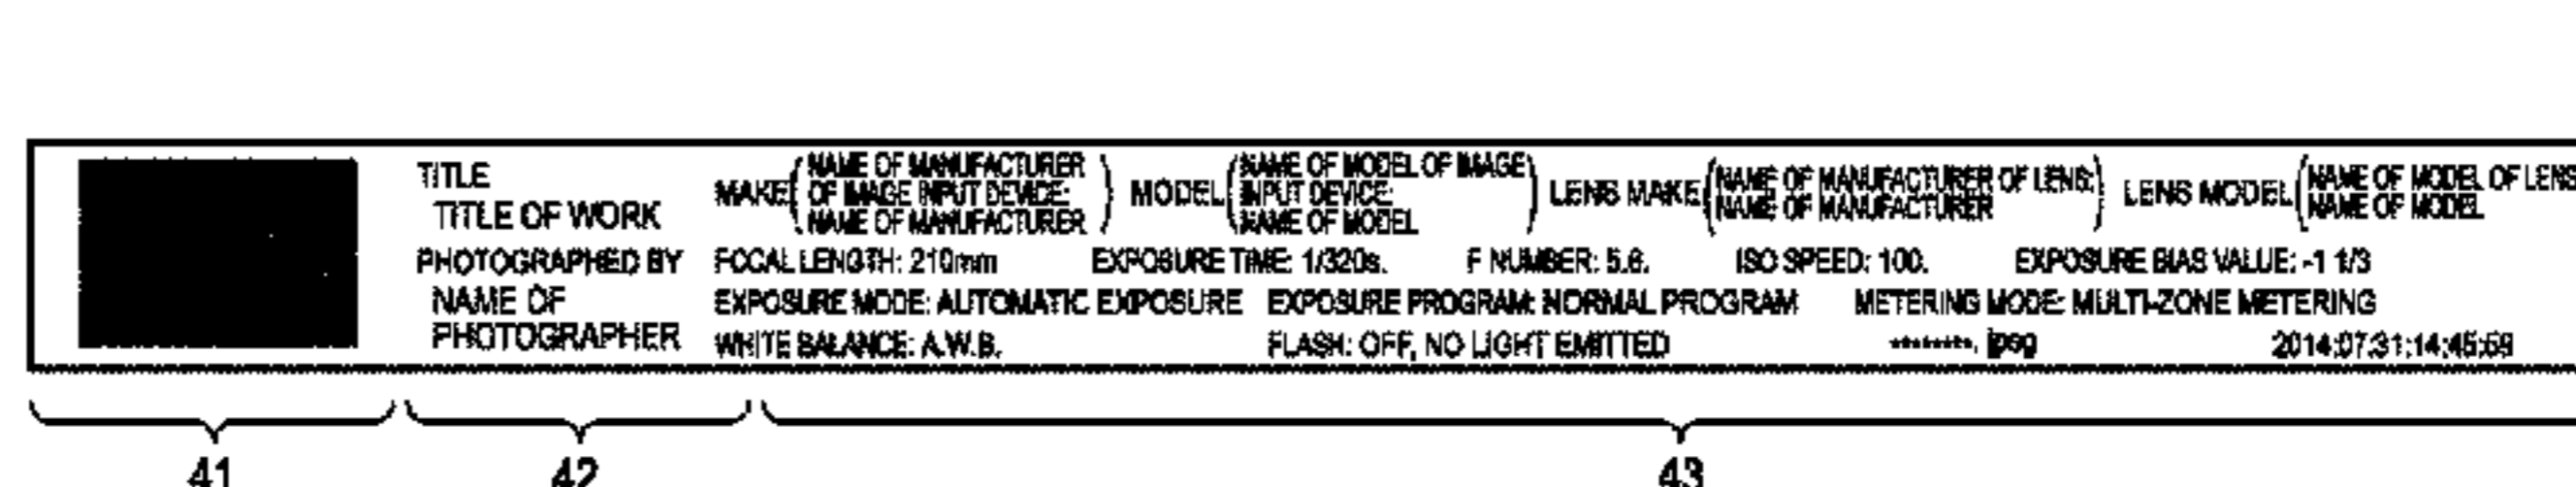 TITLE
TITLE OF WORK
PHOTOGRAPHED BY
NAME OF
PHOTOGRAPHER
MAKE (NAME OF MANUFACTURER
OF IMAGE INPUT DEVICE:
NAME OF MANUFACTURER)
MODEL (NAME OF MODEL OF IMAGE
INPUT DEVICE:
NAME OF MODEL)
LENS MAKE (NAME OF MANUFACTURER OF LENS:
NAME OF MANUFACTURER)
LENS MODEL (NAME OF MODEL OF LENS
NAME OF MODEL
FOCAL LENGTH: 210mm EXPOSURE TIME: 1/320s. F NUMBER: 5.6. ISO SPEED: 100. EXPOSURE BIAS VALUE: -1 1/3
EXPOSURE MODE: AUTOMATIC EXPOSURE EXPOSURE PROGRAM: NORMAL PROGRAM METERING MODE: MULTI-ZONE METERING
WHITE BALANCE: A.W.B. FLASH: OFF, NO LIGHT EMITTED ********. jpeg 2014:07:31:14:45:59
41 42 43